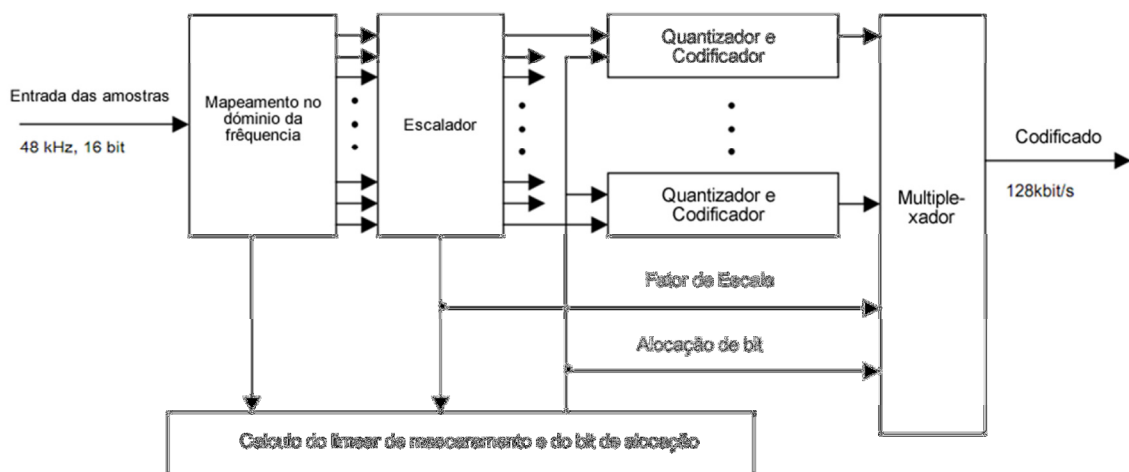 Entrada das amostras
48 kHz, 16 bit
Mapeamento no
dóminio da
frêquencia
Escalador
Quantizador e
Codificador
Quantizador e
Codificador
Multiple-
xador
Codificado
128kbit/s
Fator de Escala
Alocação de bit
Calculo do limear de mascaramento e do bit de alocação